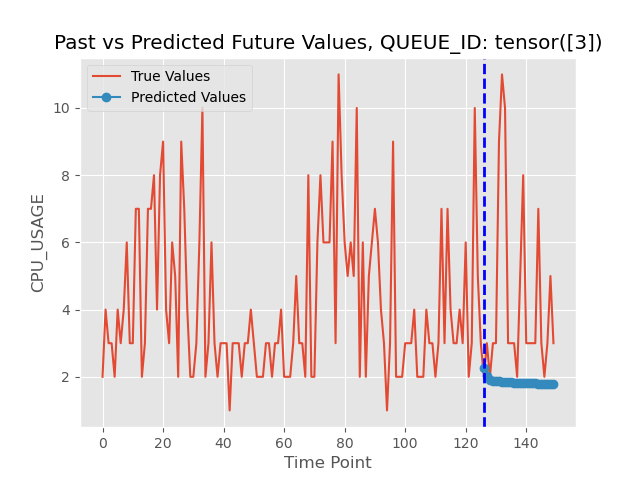 Past vs Predicted Future Values, QUEUE_ID: tensor([3])
True Values
Predicted Values
CPU_USAGE
10
8
6
4
2
0 20 40 60 80 100 120 140
Time Point